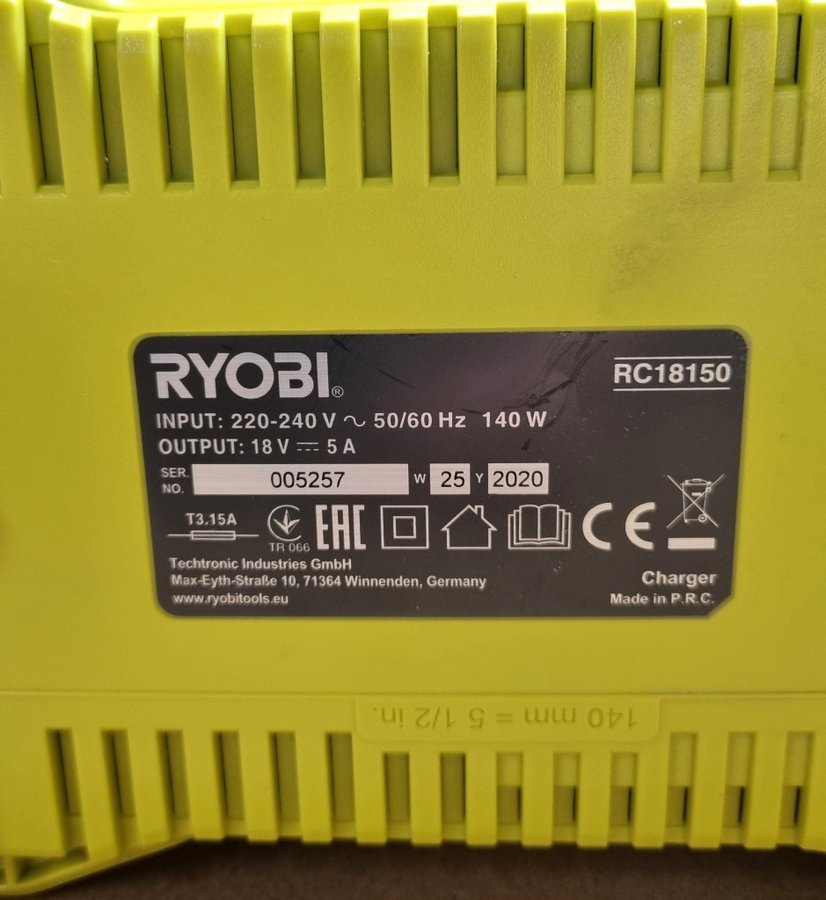 RYOBI®
RC18150
INPUT: 220-240 V ~ 50/60 Hz 140 W
OUTPUT: 18 V ⎓ 5 A
SER. NO. 005257 W 25 Y 2020
T3.15A
TR 066 EAC CE
Techtronic Industries GmbH
Max-Eyth-Straße 10, 71364 Winnenden, Germany
www.ryobitools.eu
Charger
Made in P.R.C.
140 mm = 5 1/2 in.